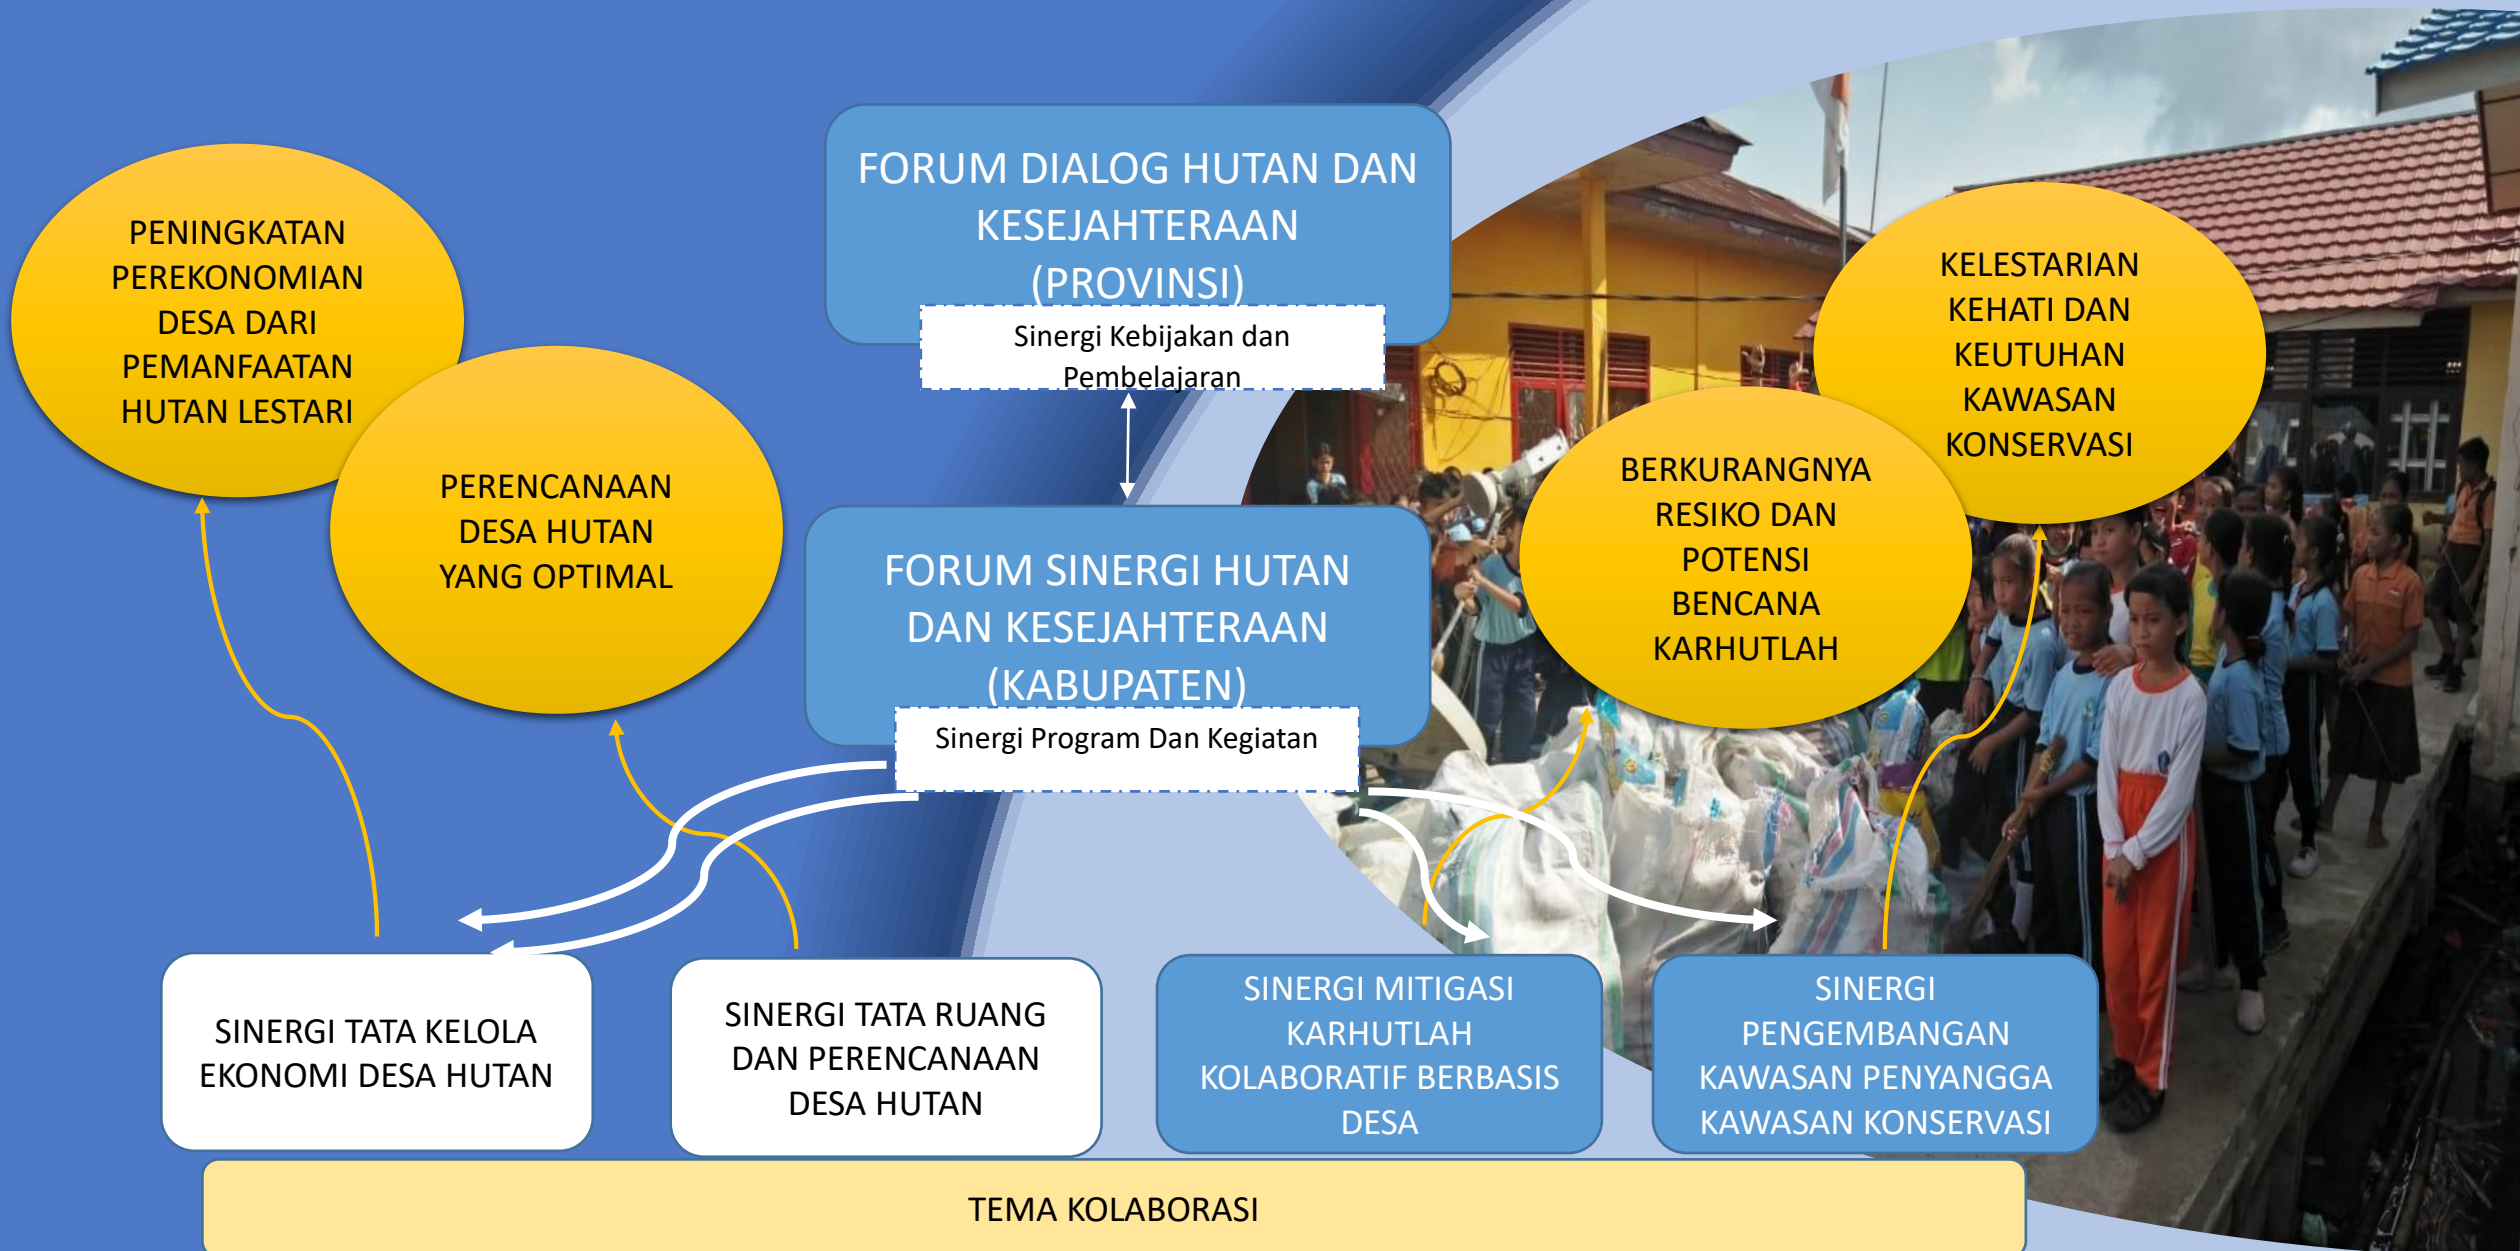 FORUM DIALOG HUTAN DAN
KESEJAHTERAAN
(PROVINSI)
Sinergi Kebijakan dan
Pembelajaran
PENINGKATAN
PEREKONOMIAN
DESA DARI
PEMANFAATAN
HUTAN LESTARI
PERENCANAAN
DESA HUTAN
YANG OPTIMAL
KELESTARIAN
KEHATI DAN
KEUTUHAN
KAWASAN
KONSERVASI
BERKURANGNYA
RESIKO DAN
POTENSI
BENCANA
KARHUTLAH
FORUM SINERGI HUTAN
DAN KESEJAHTERAAN
(KABUPATEN)
Sinergi Program Dan Kegiatan
SINERGI TATA KELOLA
EKONOMI DESA HUTAN
SINERGI TATA RUANG
DAN PERENCANAAN
DESA HUTAN
SINERGI MITIGASI
KARHUTLAH
KOLABORATIF BERBASIS
DESA
SINERGI
PENGEMBANGAN
KAWASAN PENYANGGA
KAWASAN KONSERVASI
TEMA KOLABORASI